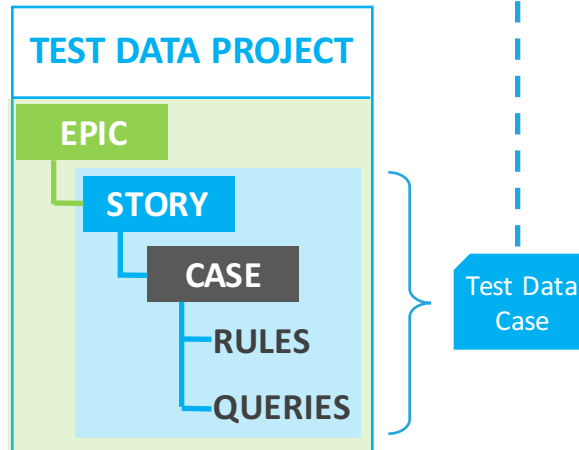 TEST DATA PROJECT
EPIC
STORY
CASE
RULES
QUERIES
Test Data
Case